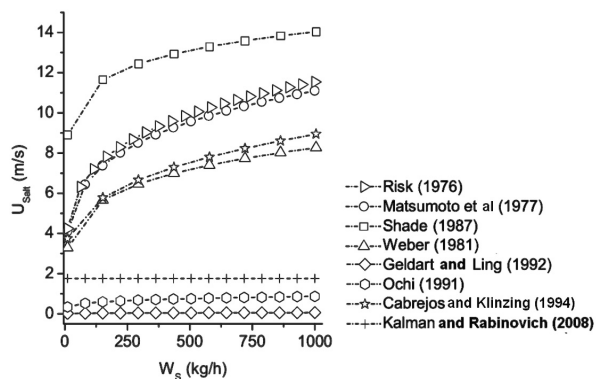 14
12
10
8
6
4
2
0
U_Salt (m/s)
0 250 500 750 1000
W_S (kg/h)
Risk (1976)
Matsumoto et al (1977)
Shade (1987)
Weber (1981)
Geldart and Ling (1992)
Ochi (1991)
Cabrejos and Klinzing (1994)
Kalman and Rabinovich (2008)